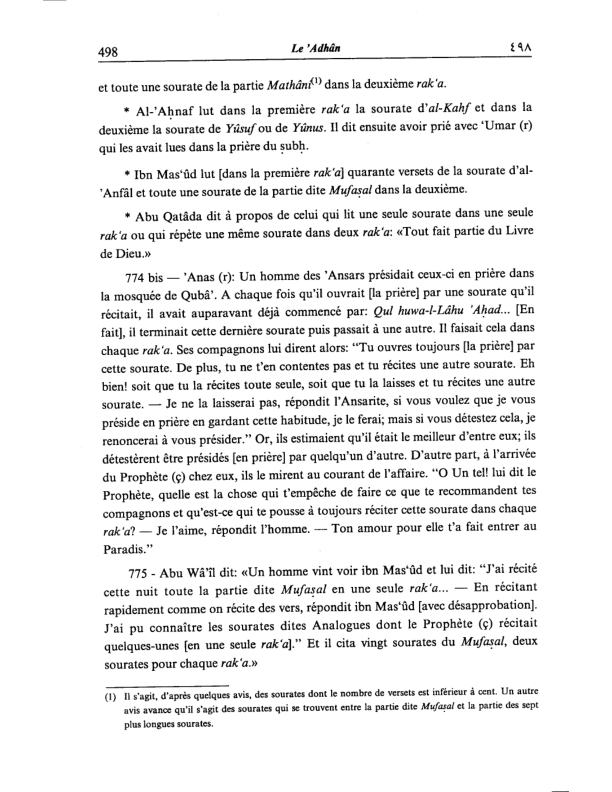 498
Le ’Adhân
٤٩٨
et toute une sourate de la partie Mathânî(1) dans la deuxième rak‘a.
* Al-’Aḥnaf lut dans la première rak‘a la sourate d’al-Kahf et dans la
deuxième la sourate de Yûsuf ou de Yûnus. Il dit ensuite avoir prié avec ‘Umar (r)
qui les avait lues dans la prière du ṣubḥ.
* Ibn Mas‘ûd lut [dans la première rak‘a] quarante versets de la sourate d’al-
’Anfâl et toute une sourate de la partie dite Mufaṣal dans la deuxième.
* Abu Qatâda dit à propos de celui qui lit une seule sourate dans une seule
rak‘a ou qui répète une même sourate dans deux rak‘a: «Tout fait partie du Livre
de Dieu.»
774 bis — ’Anas (r): Un homme des ’Ansars présidait ceux-ci en prière dans
la mosquée de Qubâ’. A chaque fois qu’il ouvrait [la prière] par une sourate qu’il
récitait, il avait auparavant déjà commencé par: Qul huwa-l-Lâhu ’Aḥad... [En
fait], il terminait cette dernière sourate puis passait à une autre. Il faisait cela dans
chaque rak‘a. Ses compagnons lui dirent alors: “Tu ouvres toujours [la prière] par
cette sourate. De plus, tu ne t’en contentes pas et tu récites une autre sourate. Eh
bien! soit que tu la récites toute seule, soit que tu la laisses et tu récites une autre
sourate. — Je ne la laisserai pas, répondit l’Ansarite, si vous voulez que je vous
préside en prière en gardant cette habitude, je le ferai; mais si vous détestez cela, je
renoncerai à vous présider.” Or, ils estimaient qu’il était le meilleur d’entre eux; ils
détestèrent être présidés [en prière] par quelqu’un d’autre. D’autre part, à l’arrivée
du Prophète (ç) chez eux, ils le mirent au courant de l’affaire. “O Un tel! lui dit le
Prophète, quelle est la chose qui t’empêche de faire ce que te recommandent tes
compagnons et qu’est-ce qui te pousse à toujours réciter cette sourate dans chaque
rak‘a? — Je l’aime, répondit l’homme. — Ton amour pour elle t’a fait entrer au
Paradis.”
775 - Abu Wâ’îl dit: «Un homme vint voir ibn Mas‘ûd et lui dit: “J’ai récité
cette nuit toute la partie dite Mufaṣal en une seule rak‘a... — En récitant
rapidement comme on récite des vers, répondit ibn Mas‘ûd [avec désapprobation].
J’ai pu connaître les sourates dites Analogues dont le Prophète (ç) récitait
quelques-unes [en une seule rak‘a].” Et il cita vingt sourates du Mufaṣal, deux
sourates pour chaque rak‘a.»
(1) Il s’agit, d’après quelques avis, des sourates dont le nombre de versets est inférieur à cent. Un autre
avis avance qu’il s’agit des sourates qui se trouvent entre la partie dite Mufaṣal et la partie des sept
plus longues sourates.